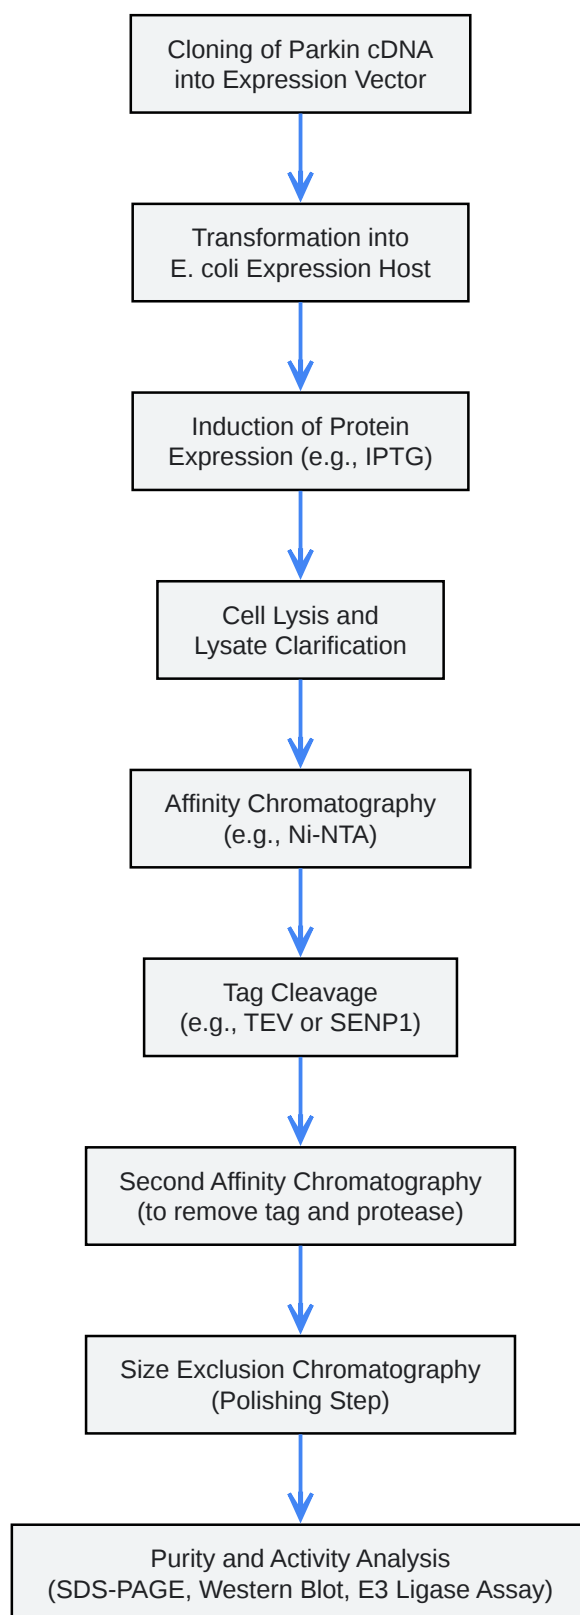 Cloning of Parkin cDNA
into Expression Vector
Transformation into
E. coli Expression Host
Induction of Protein
Expression (e.g., IPTG)
Cell Lysis and
Lysate Clarification
Affinity Chromatography
(e.g., Ni-NTA)
Tag Cleavage
(e.g., TEV or SENP1)
Second Affinity Chromatography
(to remove tag and protease)
Size Exclusion Chromatography
(Polishing Step)
Purity and Activity Analysis
(SDS-PAGE, Western Blot, E3 Ligase Assay)